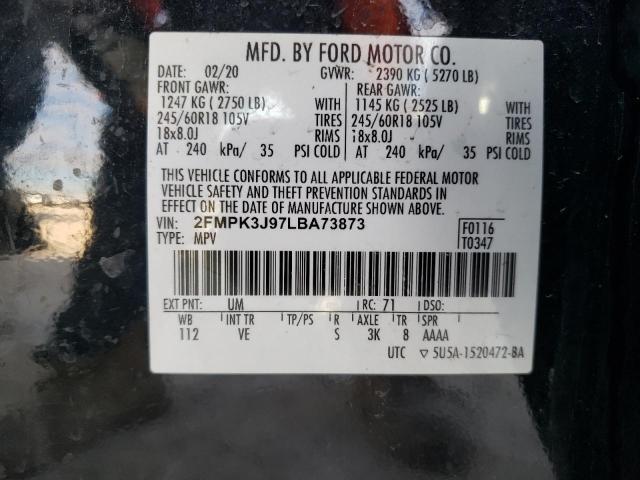 MFD. BY FORD MOTOR CO.
DATE: 02/20 GVWR: 2390 KG ( 5270 LB)
FRONT GAWR: REAR GAWR:
1247 KG ( 2750 LB) WITH 1145 KG ( 2525 LB) WITH
245/60R18 105V TIRES 245/60R18 105V TIRES
18x8.0J RIMS 18x8.0J RIMS
AT 240 kPa/ 35 PSI COLD AT 240 kPa/ 35 PSI COLD
THIS VEHICLE CONFORMS TO ALL APPLICABLE FEDERAL MOTOR
VEHICLE SAFETY AND THEFT PREVENTION STANDARDS IN
EFFECT ON THE DATE OF MANUFACTURE SHOWN ABOVE.
VIN: 2FMPK3J97LBA73873 F0116
TYPE: MPV T0347
EXT PNT: UM RC: 71 DSO:
WB INT TR TP/PS R AXLE TR SPR
112 VE S 3K 8 AAAA
UTC ▽ 5U5A-1520472-BA